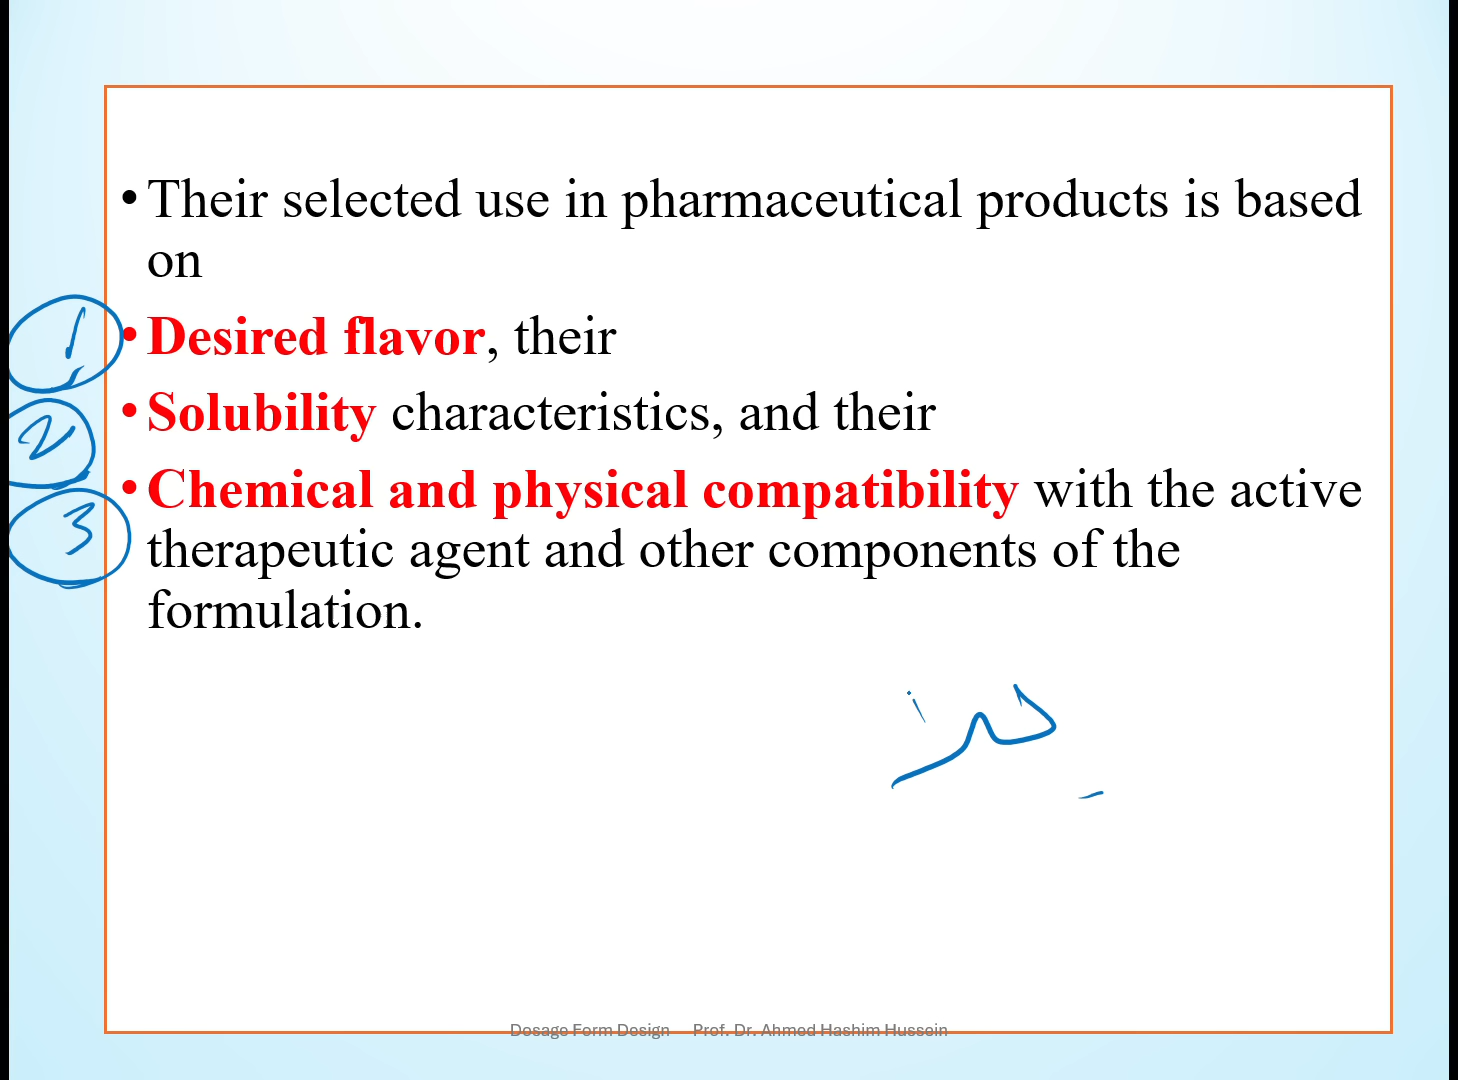 • Their selected use in pharmaceutical products is based
on
1
• Desired flavor, their
2
• Solubility characteristics, and their
3
• Chemical and physical compatibility with the active
therapeutic agent and other components of the
formulation.
Dosage Form Design Prof. Dr. Ahmed Hashim Hussein